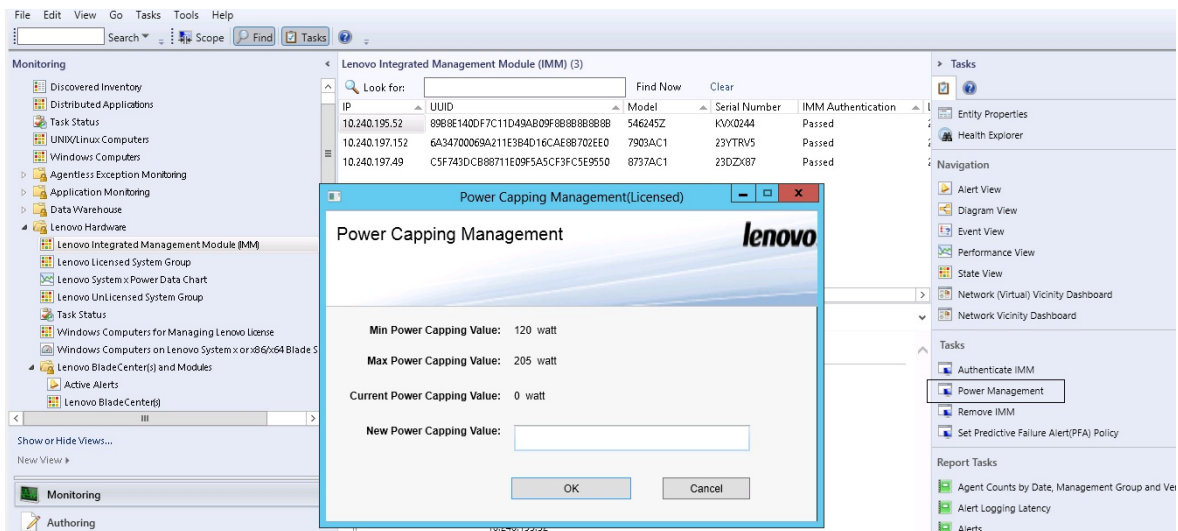 File Edit View Go Tasks Tools Help
Search Scope Find Tasks
Monitoring
Discovered Inventory
Distributed Applications
Task Status
UNIX/Linux Computers
Windows Computers
Agentless Exception Monitoring
Application Monitoring
Data Warehouse
Lenovo Hardware
Lenovo Integrated Management Module (IMM)
Lenovo Licensed System Group
Lenovo System x Power Data Chart
Lenovo UnLicensed System Group
Task Status
Windows Computers for Managing Lenovo License
Windows Computers on Lenovo System x or x86/x64 Blade S
Lenovo BladeCenter(s) and Modules
Active Alerts
Lenovo BladeCenter(s)
Show or Hide Views...
New View
Monitoring
Authoring
Lenovo Integrated Management Module (IMM) (3)
Look for: Find Now Clear
IP UUID Model Serial Number IMM Authentication
10.240.195.52 89B8E140DF7C11D49AB09F8B8B8B8B8B 546245Z KVX0244 Passed
10.240.197.152 6A34700069A211E3B4D16CAE8B702EE0 7903AC1 23YTRV5 Passed
10.240.197.49 C5F743DCB88711E09F5A5CF3FC5E9550 8737AC1 23DZX87 Passed
Power Capping Management(Licensed)
Power Capping Management
lenovo
Min Power Capping Value: 120 watt
Max Power Capping Value: 205 watt
Current Power Capping Value: 0 watt
New Power Capping Value:
OK Cancel
Tasks
Entity Properties
Health Explorer
Navigation
Alert View
Diagram View
Event View
Performance View
State View
Network (Virtual) Vicinity Dashboard
Network Vicinity Dashboard
Tasks
Authenticate IMM
Power Management
Remove IMM
Set Predictive Failure Alert(PFA) Policy
Report Tasks
Agent Counts by Date, Management Group and Ver
Alert Logging Latency
Alerts